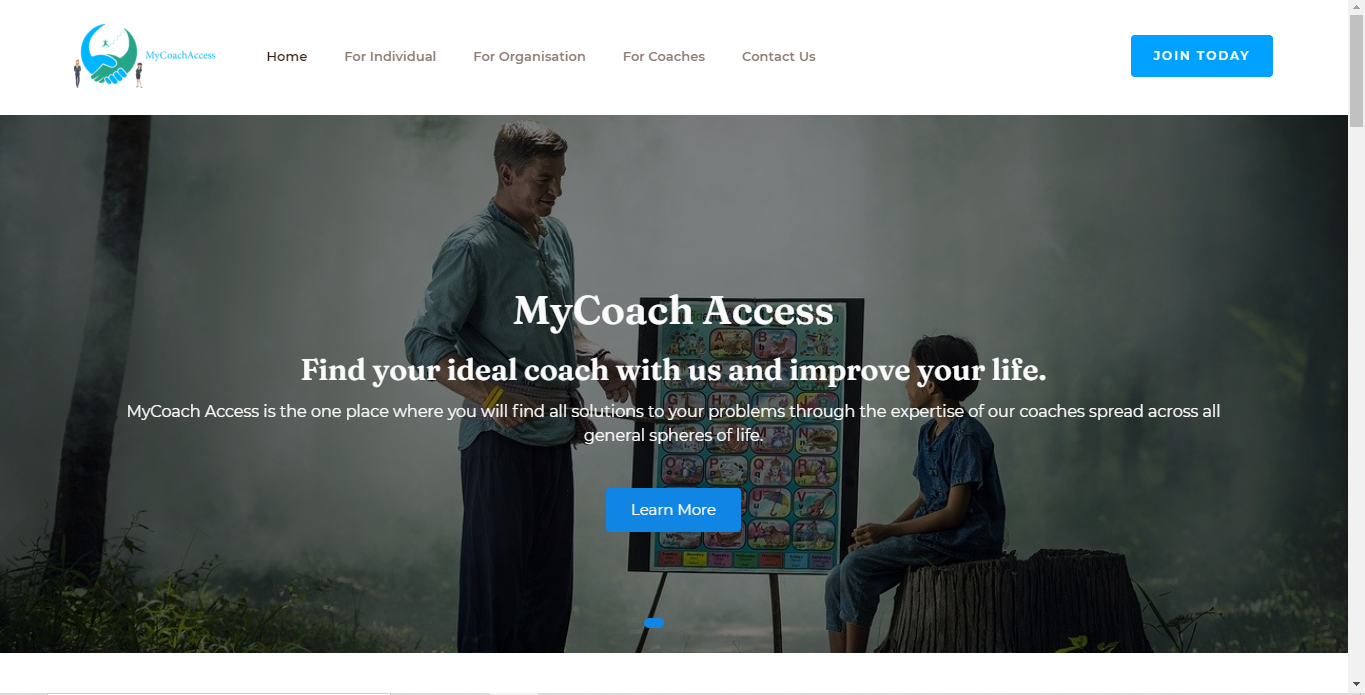 MyCoachAccess
Home
For Individual
For Organisation
For Coaches
Contact Us
JOIN TODAY
MyCoach Access
Find your ideal coach with us and improve your life.
MyCoach Access is the one place where you will find all solutions to your problems through the expertise of our coaches spread across all
general spheres of life.
A
B b
M
N
O
P
Q
R
U
V
W
Y
Z
Learn More